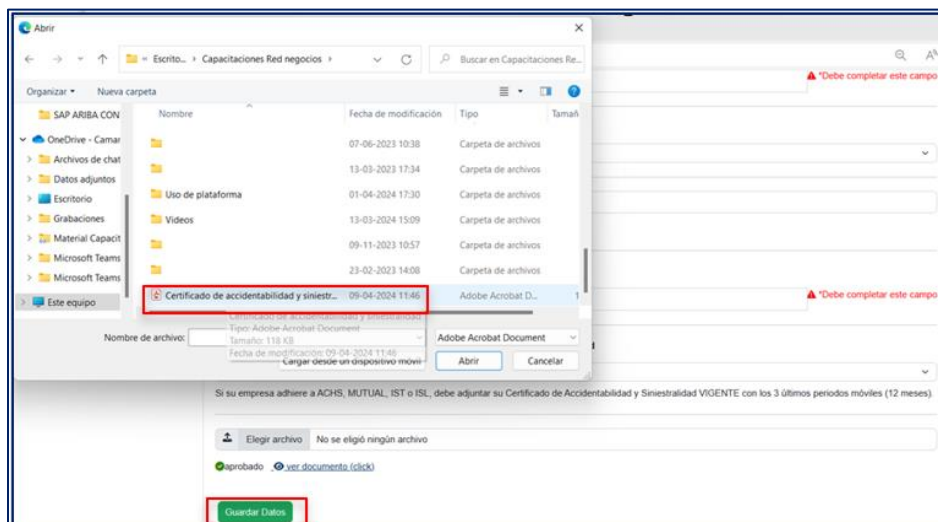 Abrir
Escrito... › Capacitaciones Red negocios ›
Buscar en Capacitaciones Re...
Organizar
Nueva carpeta
Nombre
Fecha de modificación
Tipo
Tamañ
SAP ARIBA CON
OneDrive - Camar
Archivos de chat
Datos adjuntos
Escritorio
Grabaciones
Material Capacit
Microsoft Teams
Microsoft Teams
Este equipo
07-06-2023 10:38 Carpeta de archivos
13-03-2023 17:34 Carpeta de archivos
Uso de plataforma 01-04-2024 17:30 Carpeta de archivos
Videos 13-03-2024 15:09 Carpeta de archivos
09-11-2023 10:57 Carpeta de archivos
23-02-2023 14:08 Carpeta de archivos
Certificado de accidentabilidad y siniestr... 09-04-2024 11:46 Adobe Acrobat D... 1
Certificado de accidentabilidad y siniestralidad
Tipo: Adobe Acrobat Document
Tamaño: 118 KB
Fecha de modificación: 09-04-2024 11:46
Nombre de archivo:
Adobe Acrobat Document
Cargar desde un dispositivo móvil
Abrir
Cancelar
*Debe completar este campo
*Debe completar este campo
Si su empresa adhiere a ACHS, MUTUAL, IST o ISL, debe adjuntar su Certificado de Accidentabilidad y Siniestralidad VIGENTE con los 3 últimos periodos móviles (12 meses).
Elegir archivo No se eligió ningún archivo
aprobado ver documento (click)
Guardar Datos